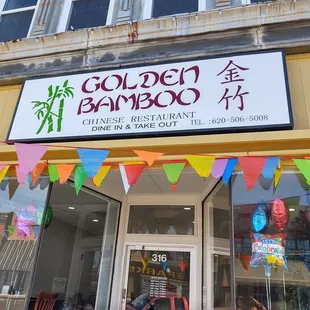 GOLDEN
BAMBOO
金
竹
CHINESE RESTAURANT
DINE IN & TAKE OUT
TEL.: 620-506-5008
316